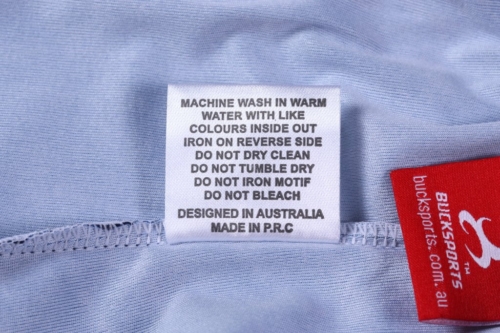 MACHINE WASH IN WARM
WATER WITH LIKE
COLOURS INSIDE OUT
IRON ON REVERSE SIDE
DO NOT DRY CLEAN
DO NOT TUMBLE DRY
DO NOT IRON MOTIF
DO NOT BLEACH
DESIGNED IN AUSTRALIA
MADE IN P.R.C
BUCKSPORTS
TM
bucksports.com.au